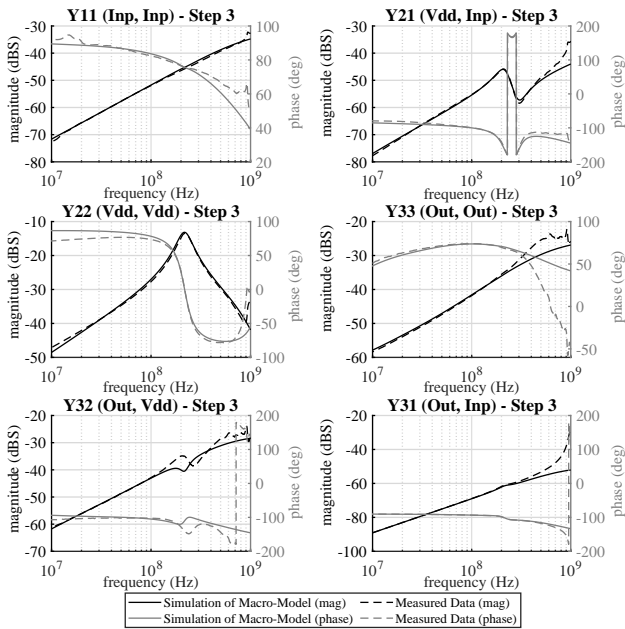 Y11 (Inp, Inp) - Step 3
Y21 (Vdd, Inp) - Step 3
-30
-40
-50
-60
-70
-80
magnitude (dBS)
100
80
60
40
20
phase (deg)
10^7
10^8
10^9
frequency (Hz)
-30
-40
-50
-60
-70
-80
magnitude (dBS)
200
100
0
-100
-200
phase (deg)
10^7
10^8
10^9
frequency (Hz)
Y22 (Vdd, Vdd) - Step 3
Y33 (Out, Out) - Step 3
-10
-20
-30
-40
-50
magnitude (dBS)
100
50
0
-50
-100
phase (deg)
10^7
10^8
10^9
frequency (Hz)
-20
-30
-40
-50
-60
magnitude (dBS)
100
50
0
-50
phase (deg)
10^7
10^8
10^9
frequency (Hz)
Y32 (Out, Vdd) - Step 3
Y31 (Out, Inp) - Step 3
-20
-30
-40
-50
-60
-70
magnitude (dBS)
200
100
0
-100
-200
phase (deg)
10^7
10^8
10^9
frequency (Hz)
-20
-40
-60
-80
-100
magnitude (dBS)
200
100
0
-100
-200
phase (deg)
10^7
10^8
10^9
frequency (Hz)
Simulation of Macro-Model (mag)
Measured Data (mag)
Simulation of Macro-Model (phase)
Measured Data (phase)